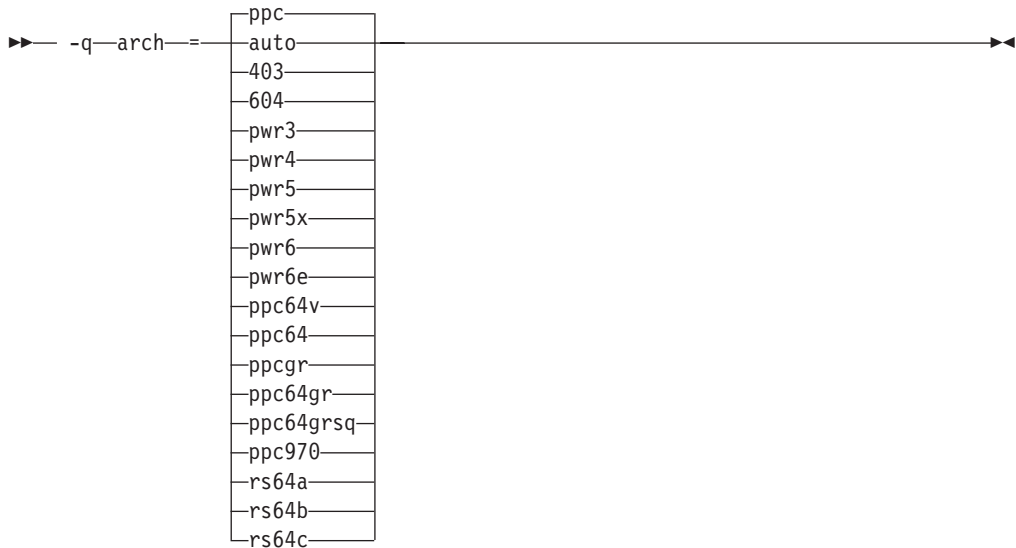 ppc
-q arch = auto
403
604
pwr3
pwr4
pwr5
pwr5x
pwr6
pwr6e
ppc64v
ppc64
ppcgr
ppc64gr
ppc64grsq
ppc970
rs64a
rs64b
rs64c